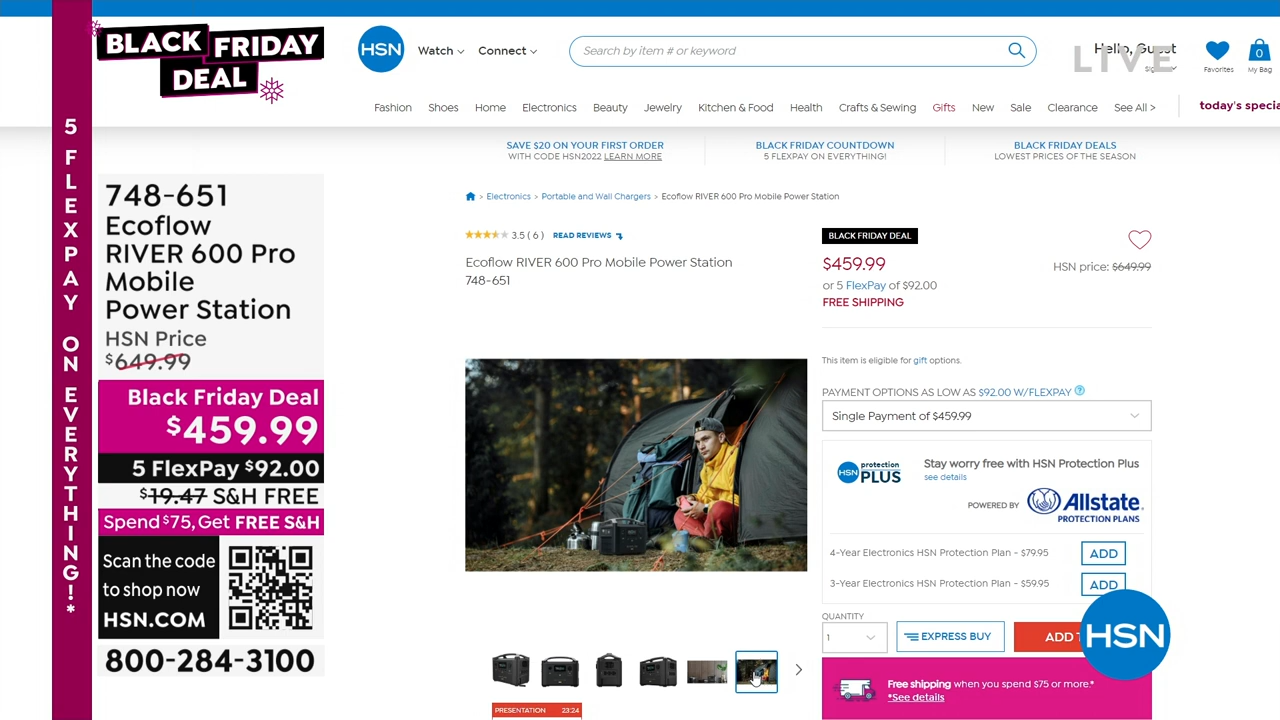 BLACK FRIDAY
DEAL
5 FLEXPAY ON EVERYTHING!*
748-651
Ecoflow
RIVER 600 Pro
Mobile
Power Station
HSN Price
$649.99
Black Friday Deal
$459.99
5 FlexPay $92.00
$19.47 S&H FREE
Spend $75, Get FREE S&H
Scan the code
to shop now
HSN.COM
800-284-3100
HSN
Watch
Connect
Search by item # or keyword
Hello, Guest
LIVE
Favorites
0
My Bag
Fashion Shoes Home Electronics Beauty Jewelry Kitchen & Food Health Crafts & Sewing Gifts New Sale Clearance See All >
today's specia
SAVE $20 ON YOUR FIRST ORDER
WITH CODE HSN2022 LEARN MORE
BLACK FRIDAY COUNTDOWN
5 FLEXPAY ON EVERYTHING!
BLACK FRIDAY DEALS
LOWEST PRICES OF THE SEASON
> Electronics > Portable and Wall Chargers > Ecoflow RIVER 600 Pro Mobile Power Station
3.5 ( 6 ) READ REVIEWS
Ecoflow RIVER 600 Pro Mobile Power Station
748-651
BLACK FRIDAY DEAL
$459.99
HSN price: $649.99
or 5 FlexPay of $92.00
FREE SHIPPING
This item is eligible for gift options.
PAYMENT OPTIONS AS LOW AS $92.00 W/FLEXPAY ?
Single Payment of $459.99
HSN protection PLUS
Stay worry free with HSN Protection Plus
see details
POWERED BY Allstate.
PROTECTION PLANS
4-Year Electronics HSN Protection Plan - $79.95 ADD
3-Year Electronics HSN Protection Plan - $59.95 ADD
QUANTITY
1
EXPRESS BUY
ADD T
HSN
Free shipping when you spend $75 or more.*
*See details
PRESENTATION 23:24